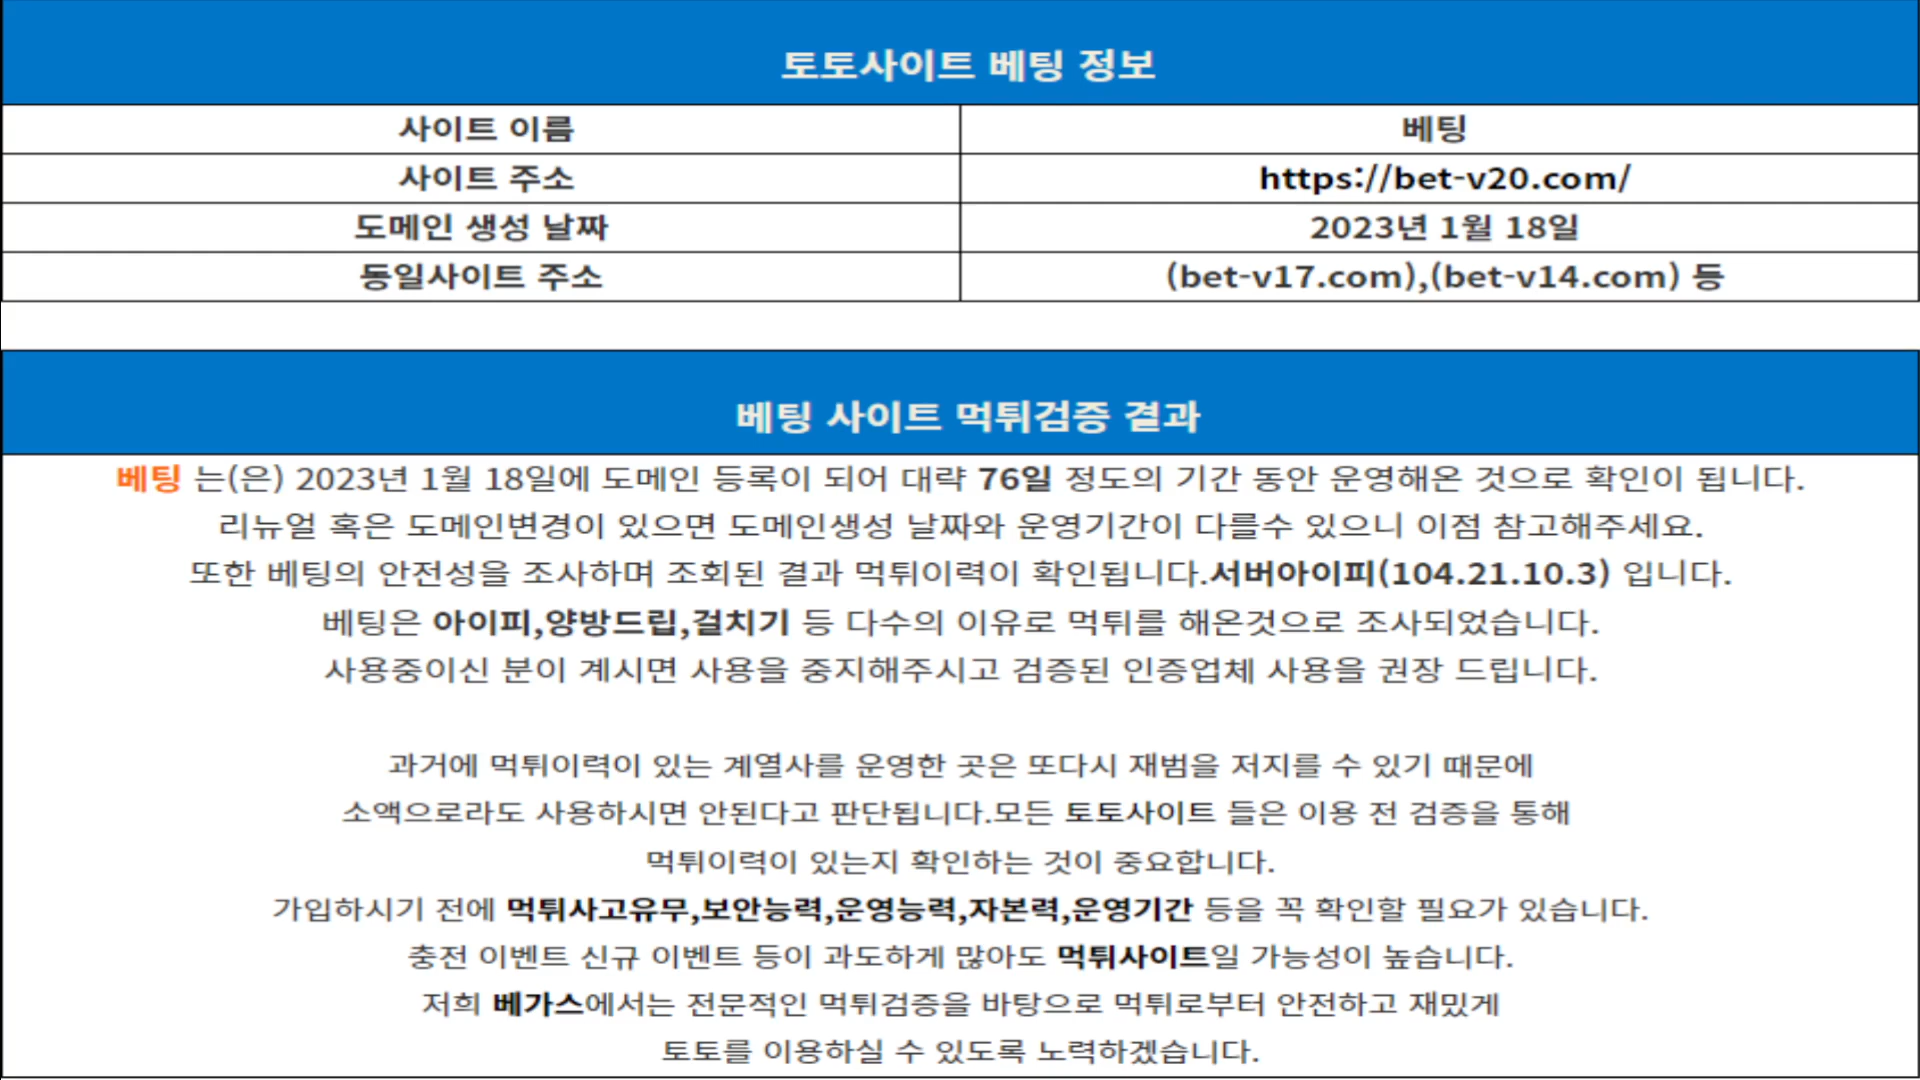 토토사이트 베팅 정보
사이트 이름 베팅
사이트 주소 https://bet-v20.com/
도메인 생성 날짜 2023년 1월 18일
동일사이트 주소 (bet-v17.com),(bet-v14.com) 등
베팅 사이트 먹튀검증 결과
베팅 는(은) 2023년 1월 18일에 도메인 등록이 되어 대략 76일 정도의 기간 동안 운영해온 것으로 확인이 됩니다.
리뉴얼 혹은 도메인변경이 있으면 도메인생성 날짜와 운영기간이 다를수 있으니 이점 참고해주세요.
또한 베팅의 안전성을 조사하며 조회된 결과 먹튀이력이 확인됩니다.서버아이피(104.21.10.3) 입니다.
베팅은 아이피,양방드립,걸치기 등 다수의 이유로 먹튀를 해온것으로 조사되었습니다.
사용중이신 분이 계시면 사용을 중지해주시고 검증된 인증업체 사용을 권장 드립니다.
과거에 먹튀이력이 있는 계열사를 운영한 곳은 또다시 재범을 저지를 수 있기 때문에
소액으로라도 사용하시면 안된다고 판단됩니다.모든 토토사이트 들은 이용 전 검증을 통해
먹튀이력이 있는지 확인하는 것이 중요합니다.
가입하시기 전에 먹튀사고유무,보안능력,운영능력,자본력,운영기간 등을 꼭 확인할 필요가 있습니다.
충전 이벤트 신규 이벤트 등이 과도하게 많아도 먹튀사이트일 가능성이 높습니다.
저희 베가스에서는 전문적인 먹튀검증을 바탕으로 먹튀로부터 안전하고 재밌게
토토를 이용하실 수 있도록 노력하겠습니다.